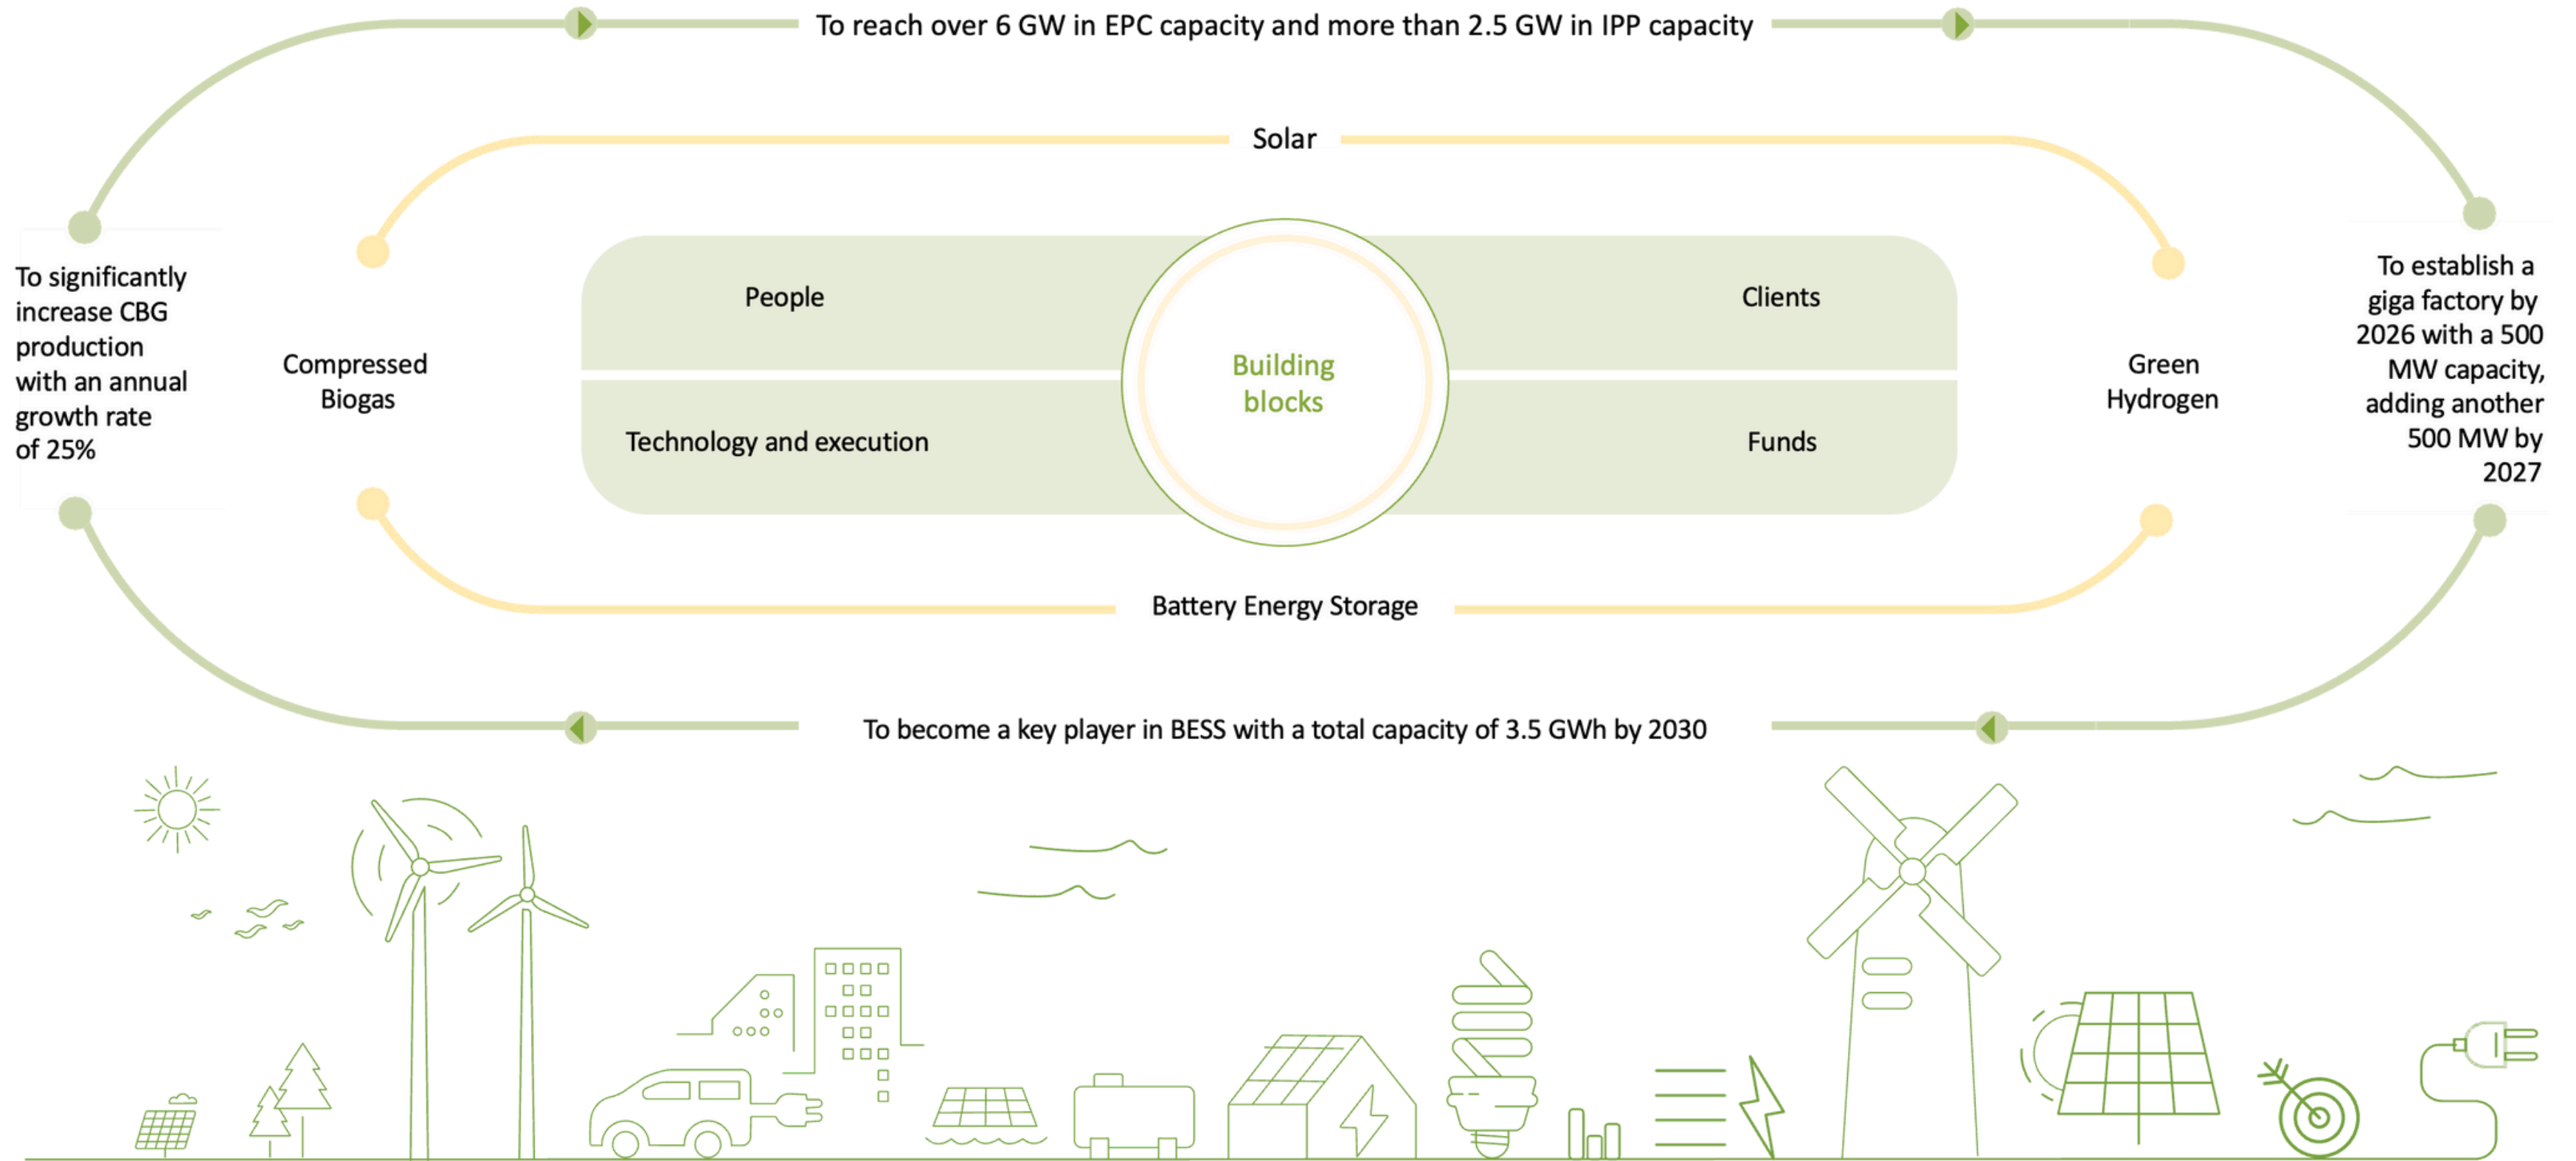 To reach over 6 GW in EPC capacity and more than 2.5 GW in IPP capacity
Solar
To significantly
increase CBG
production
with an annual
growth rate
of 25%
Compressed
Biogas
People
Technology and execution
Building
blocks
Clients
Funds
Green
Hydrogen
To establish a
giga factory by
2026 with a 500
MW capacity,
adding another
500 MW by
2027
Battery Energy Storage
To become a key player in BESS with a total capacity of 3.5 GWh by 2030